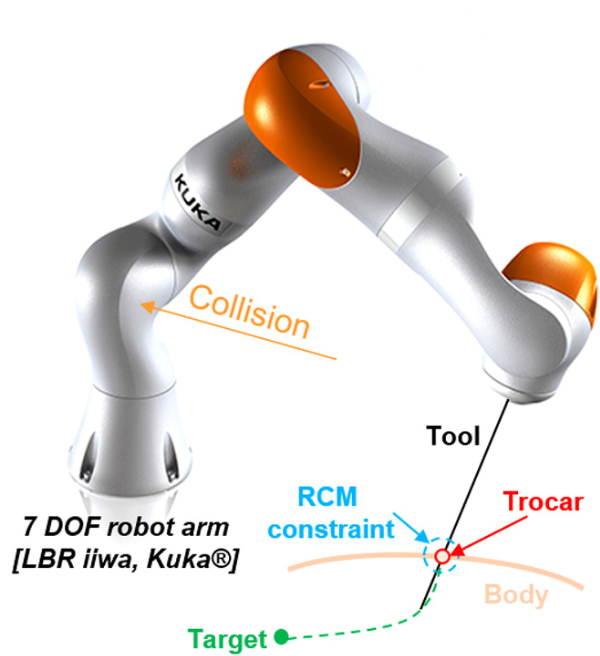 KUKA
Collision
Tool
RCM
constraint
Trocar
7 DOF robot arm
[LBR iiwa, Kuka®]
Body
Target